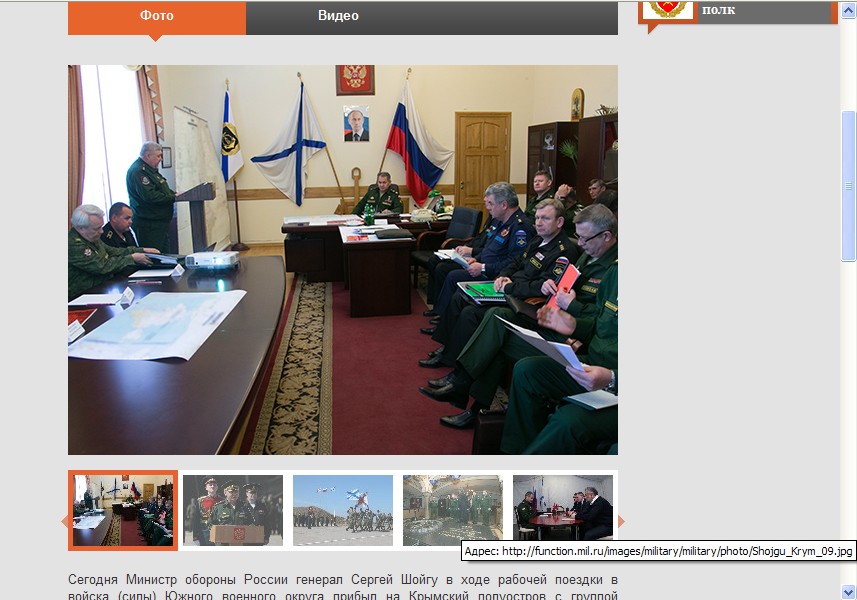 Фото
Видео
полк
Адрес: http://function.mil.ru/images/military/military/photo/Shojgu_Krym_09.jpg
Сегодня Министр обороны России генерал Сергей Шойгу в ходе рабочей поездки в
войска (силы) Южного военного округа прибыл на Крымский полуостров с группой